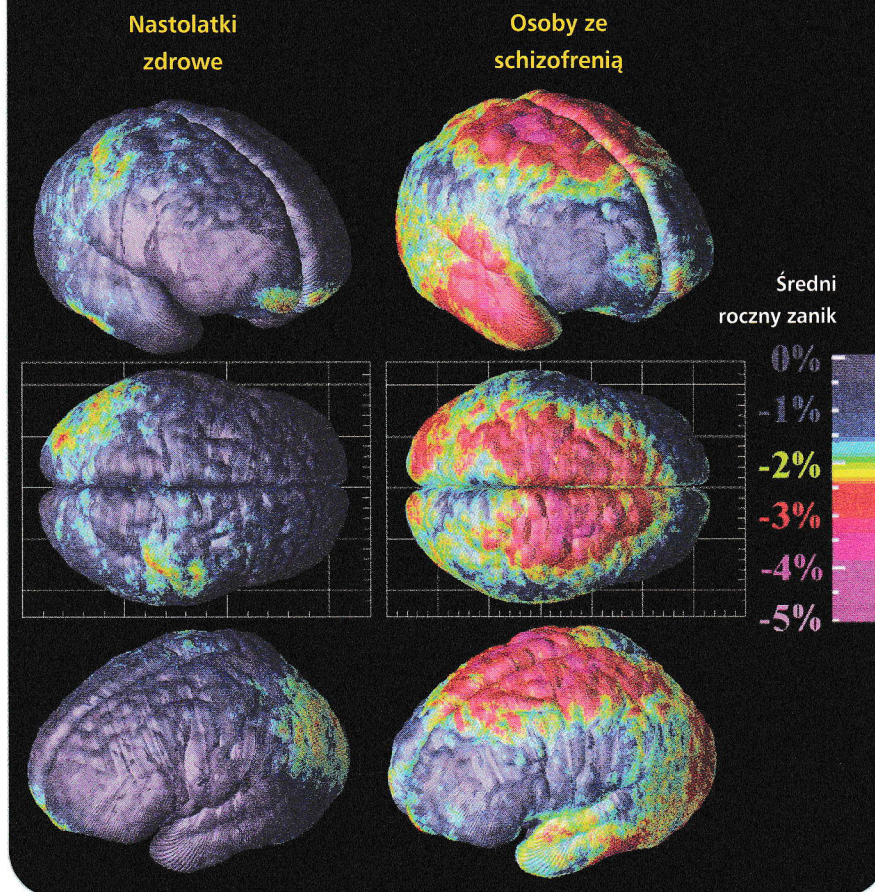 Nastolatki
zdrowe
Osoby ze
schizofrenią
Średni
roczny zanik
0%
-1%
-2%
-3%
-4%
-5%